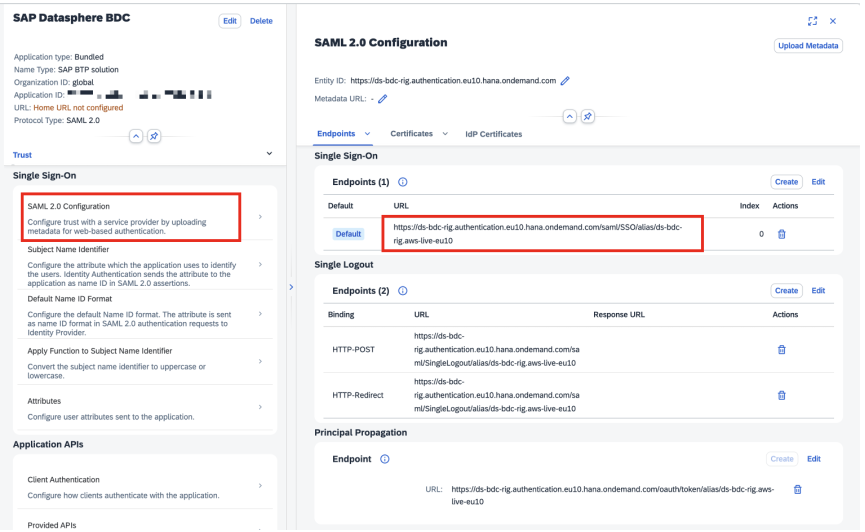 SAP Datasphere BDC
Edit
Delete
Application type: Bundled
Name Type: SAP BTP solution
Organization ID: global
Application ID:
URL: Home URL not configured
Protocol Type: SAML 2.0
Trust
Single Sign-On
SAML 2.0 Configuration
Configure trust with a service provider by uploading
metadata for web-based authentication.
Subject Name Identifier
Configure the attribute which the application uses to identify
the users. Identity Authentication sends the attribute to the
application as name ID in SAML 2.0 assertions.
Default Name ID Format
Configure the default Name ID format. The attribute is sent
as name ID format in SAML 2.0 authentication requests to
Identity Provider.
Apply Function to Subject Name Identifier
Convert the subject name identifier to uppercase or
lowercase.
Attributes
Configure user attributes sent to the application.
Application APIs
Client Authentication
Configure how clients authenticate with the application.
Provided APIs
SAML 2.0 Configuration
Upload Metadata
Entity ID: https://ds-bdc-rig.authentication.eu10.hana.ondemand.com
Metadata URL: -
Endpoints
Certificates
IdP Certificates
Single Sign-On
Endpoints (1)
Create
Edit
Default URL Index Actions
Default
https://ds-bdc-rig.authentication.eu10.hana.ondemand.com/saml/SSO/alias/ds-bdc-
rig.aws-live-eu10
0
Single Logout
Endpoints (2)
Create
Edit
Binding URL Response URL Actions
HTTP-POST
https://ds-bdc-
rig.authentication.eu10.hana.ondemand.com/sa
ml/SingleLogout/alias/ds-bdc-rig.aws-live-eu10
HTTP-Redirect
https://ds-bdc-
rig.authentication.eu10.hana.ondemand.com/sa
ml/SingleLogout/alias/ds-bdc-rig.aws-live-eu10
Principal Propagation
Endpoint
Create
Edit
URL: https://ds-bdc-rig.authentication.eu10.hana.ondemand.com/oauth/token/alias/ds-bdc-rig.aws-
live-eu10